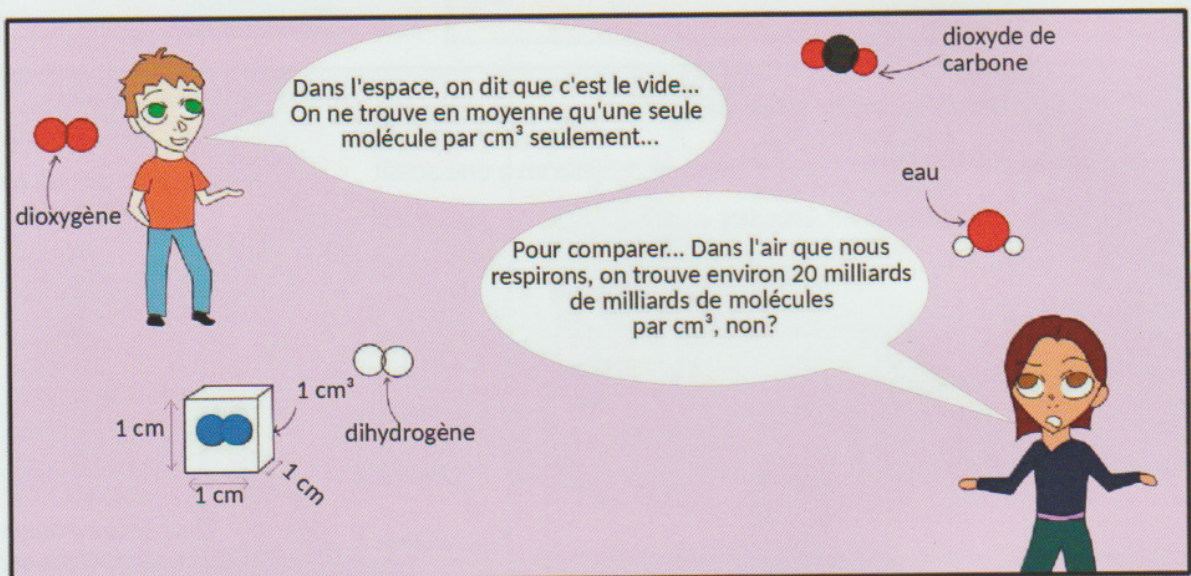 Dans l'espace, on dit que c'est le vide...
On ne trouve en moyenne qu'une seule
molécule par cm³ seulement...
dioxyde de
carbone
dioxygène
eau
Pour comparer... Dans l'air que nous
respirons, on trouve environ 20 milliards
de milliards de molécules
par cm³, non?
1 cm³
1 cm
dihydrogène
1 cm
1 cm